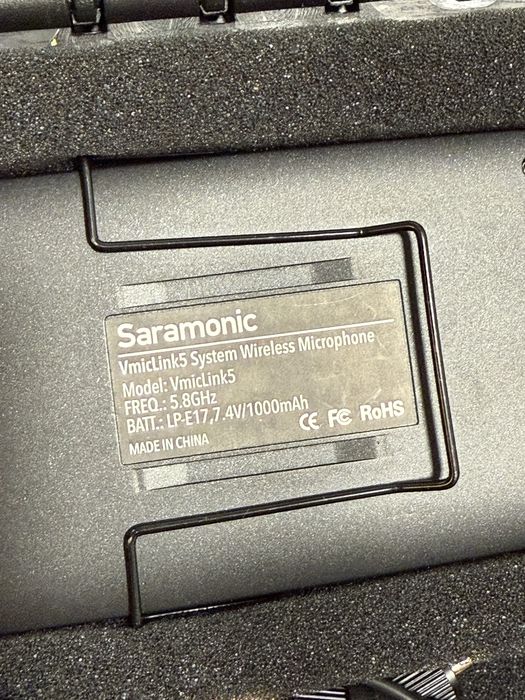 Saramonic
VmicLink5 System Wireless Microphone
Model: VmicLink5
FREQ.: 5.8GHz
BATT.: LP-E17,7.4V/1000mAh
CE FC RoHS
MADE IN CHINA